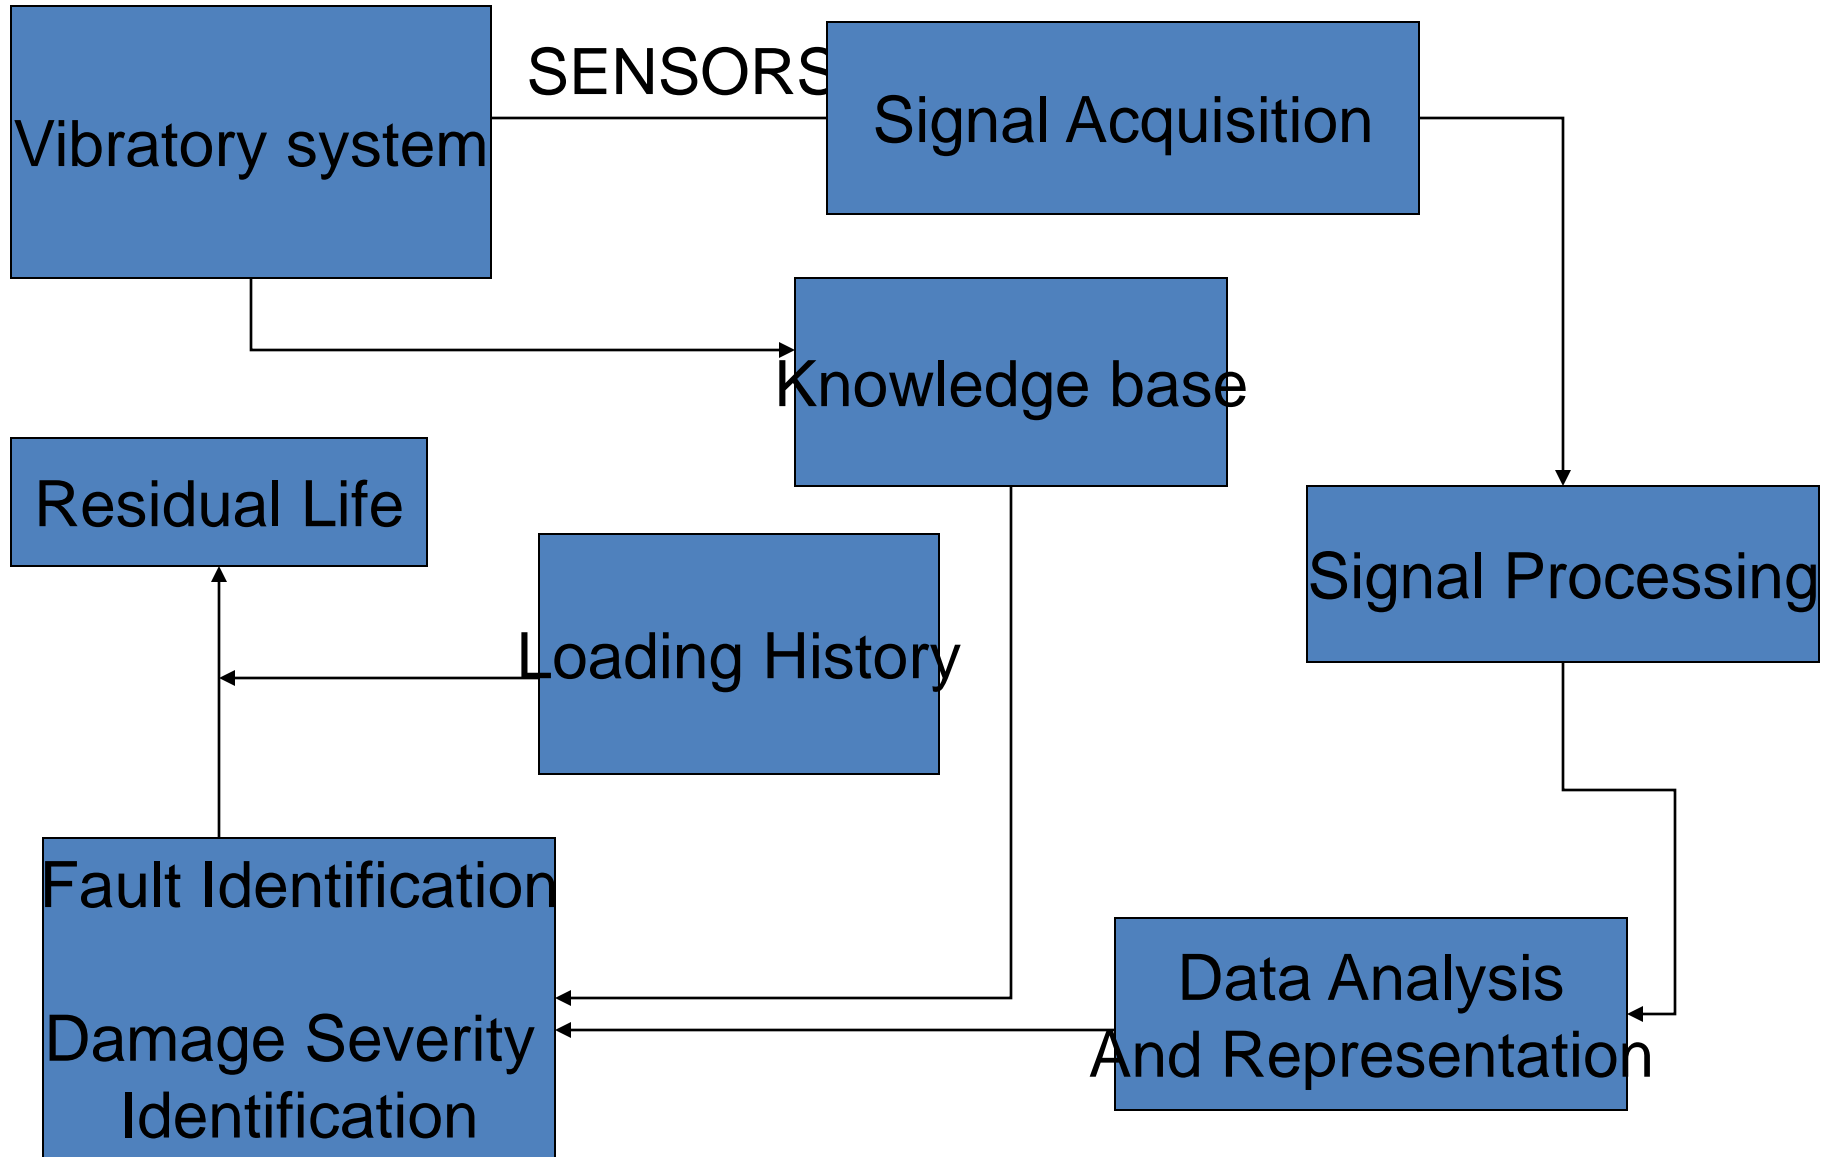 SENSORS
Vibratory system
Signal Acquisition
Knowledge base
Residual Life
Signal Processing
Loading History
Fault Identification
Damage Severity
Identification
Data Analysis
And Representation